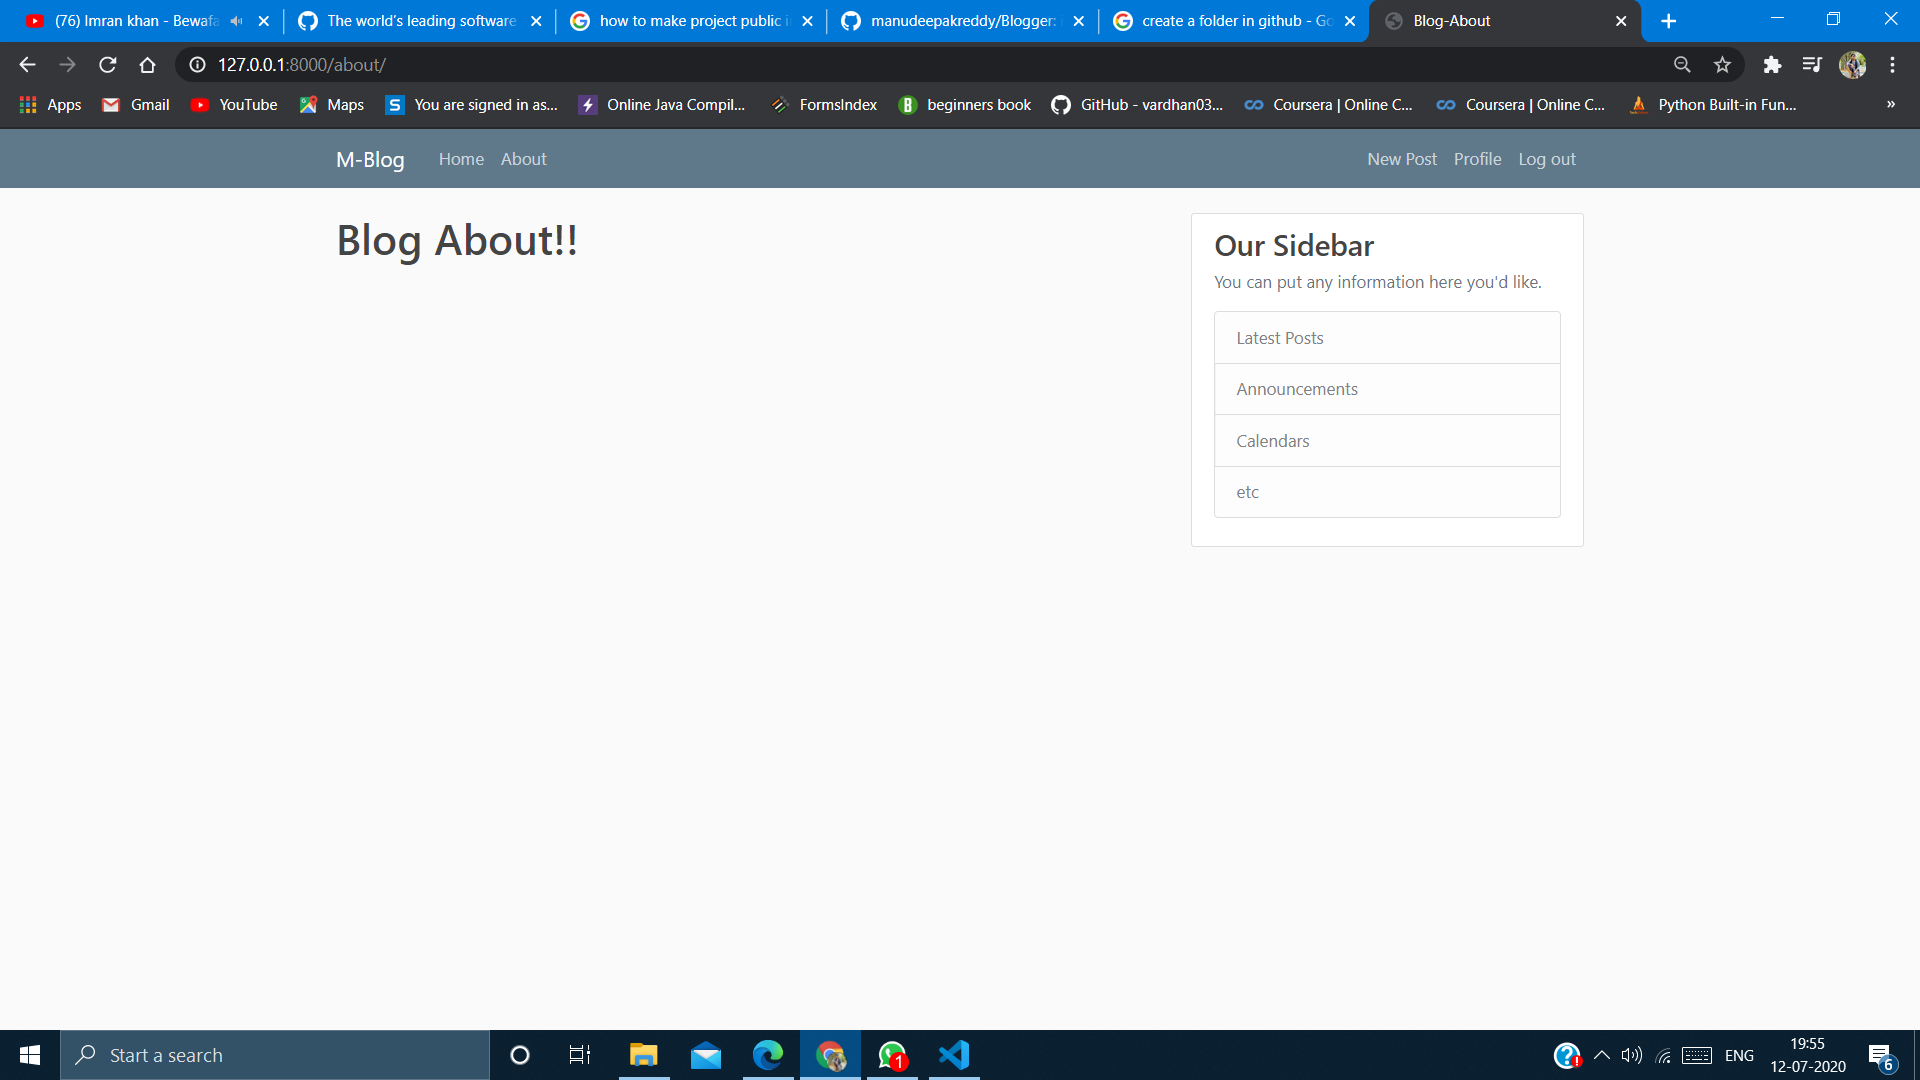 (76) Imran khan - Bewafa
The world's leading software
how to make project public i
manudeepakreddy/Blogger:
create a folder in github - Go
Blog-About
127.0.0.1:8000/about/
Apps
Gmail
YouTube
Maps
You are signed in as...
Online Java Compil...
FormsIndex
beginners book
GitHub - vardhan03...
Coursera | Online C...
Coursera | Online C...
Python Built-in Fun...
»
M-Blog
Home
About
New Post
Profile
Log out
Blog About!!
Our Sidebar
You can put any information here you'd like.
Latest Posts
Announcements
Calendars
etc
Start a search
1
ENG
19:55
12-07-2020
6